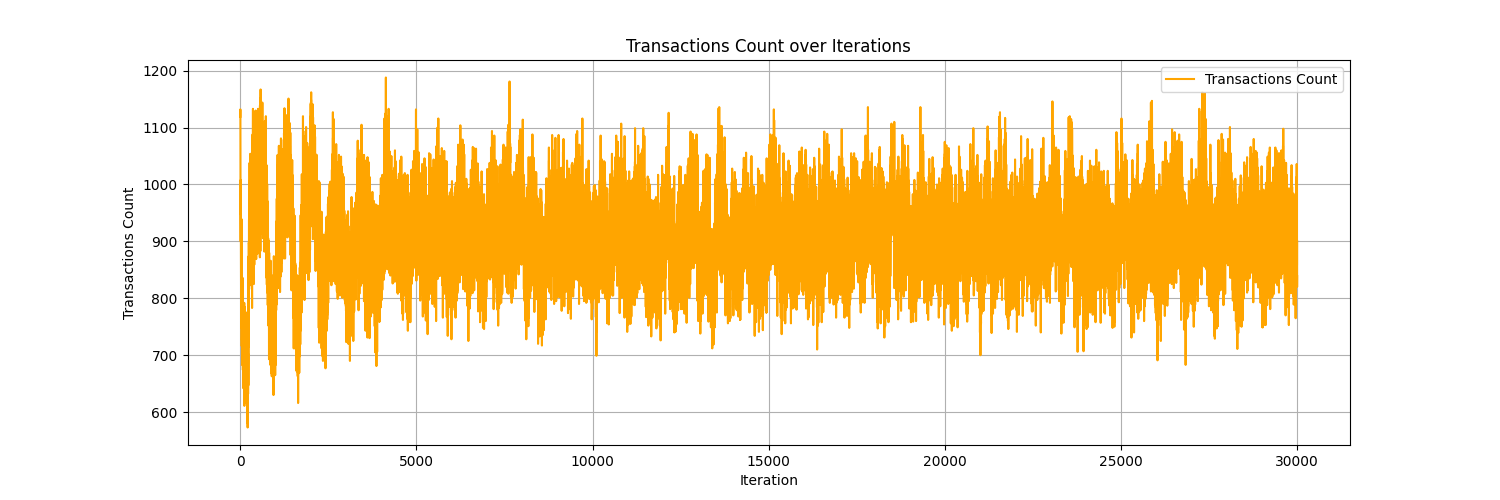 Transactions Count over Iterations
Transactions Count
1200
1100
1000
900
800
700
600
Transactions Count
0 5000 10000 15000 20000 25000 30000
Iteration